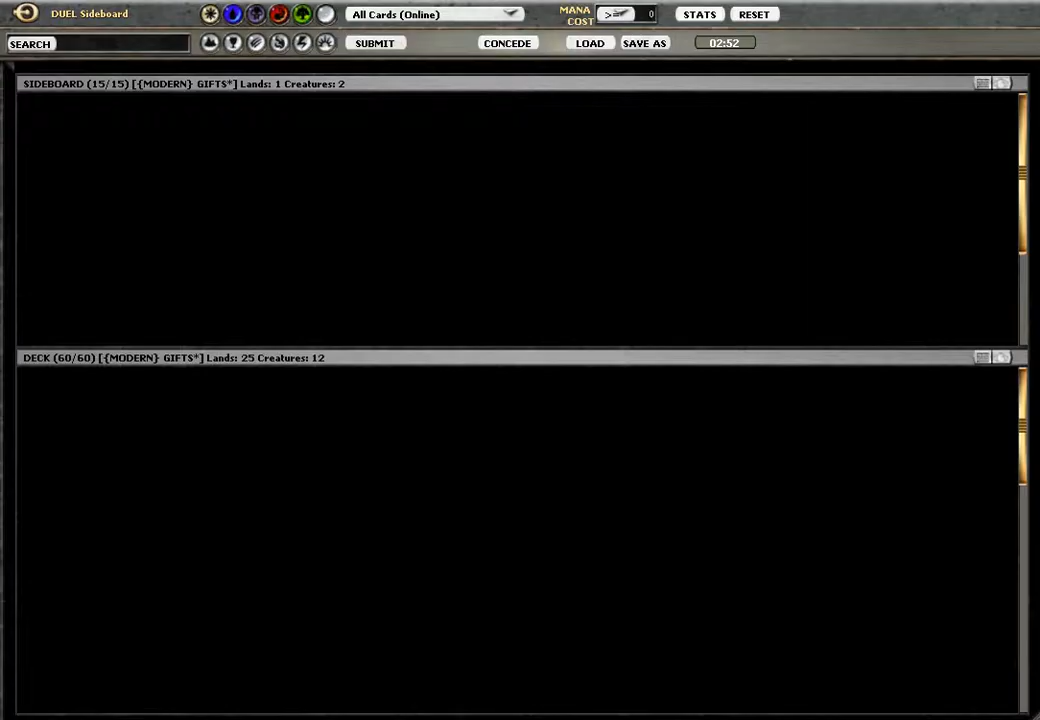 DUEL Sideboard
All Cards (Online)
MANA COST
> 0
STATS
RESET
SEARCH
SUBMIT
CONCEDE
LOAD
SAVE AS
02:52
SIDEBOARD (15/15) [{MODERN} GIFTS*] Lands: 1 Creatures: 2
DECK (60/60) [{MODERN} GIFTS*] Lands: 25 Creatures: 12